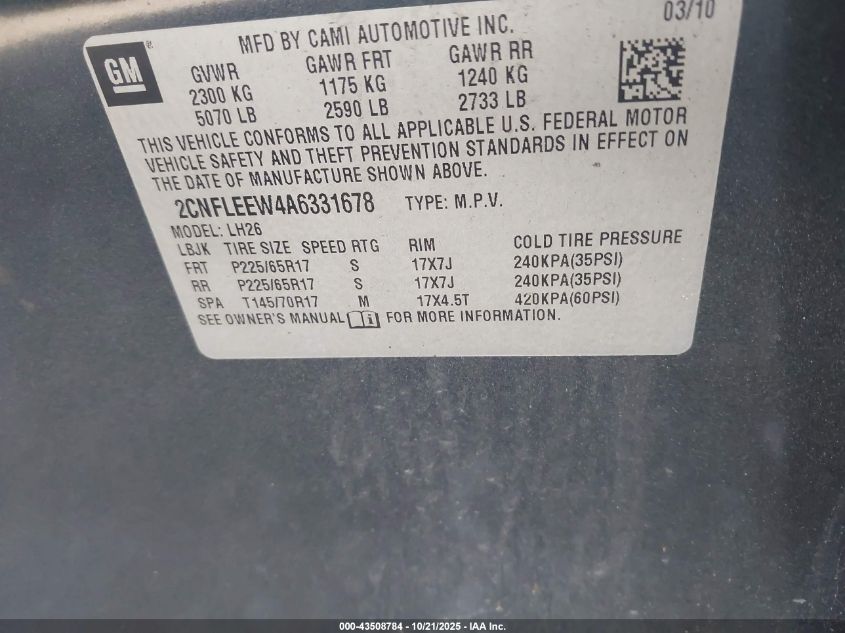 03/10
GM
MFD BY CAMI AUTOMOTIVE INC.
GVWR GAWR FRT GAWR RR
2300 KG 1175 KG 1240 KG
5070 LB 2590 LB 2733 LB
THIS VEHICLE CONFORMS TO ALL APPLICABLE U.S. FEDERAL MOTOR
VEHICLE SAFETY AND THEFT PREVENTION STANDARDS IN EFFECT ON
THE DATE OF MANUFACTURE SHOWN ABOVE.
2CNFLEEW4A6331678 TYPE: M.P.V.
MODEL: LH26
LBJK TIRE SIZE SPEED RTG RIM COLD TIRE PRESSURE
FRT P225/65R17 S 17X7J 240KPA(35PSI)
RR P225/65R17 S 17X7J 240KPA(35PSI)
SPA T145/70R17 M 17X4.5T 420KPA(60PSI)
SEE OWNER'S MANUAL FOR MORE INFORMATION.
000-43508784 - 10/21/2025 - IAA Inc.